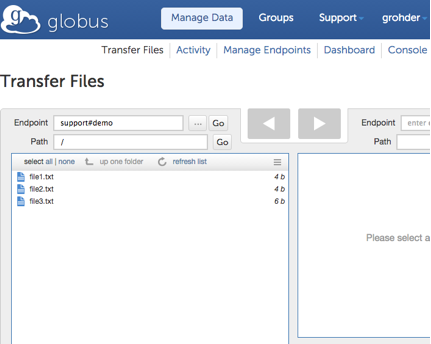 globus Manage Data Groups Support grohder
Transfer Files Activity Manage Endpoints Dashboard Console
Transfer Files
Endpoint support#demo ... Go Endpoint enter e
Path / Go Path
select all | none up one folder refresh list
file1.txt 4 b
file2.txt 4 b
file3.txt 6 b
Please select a